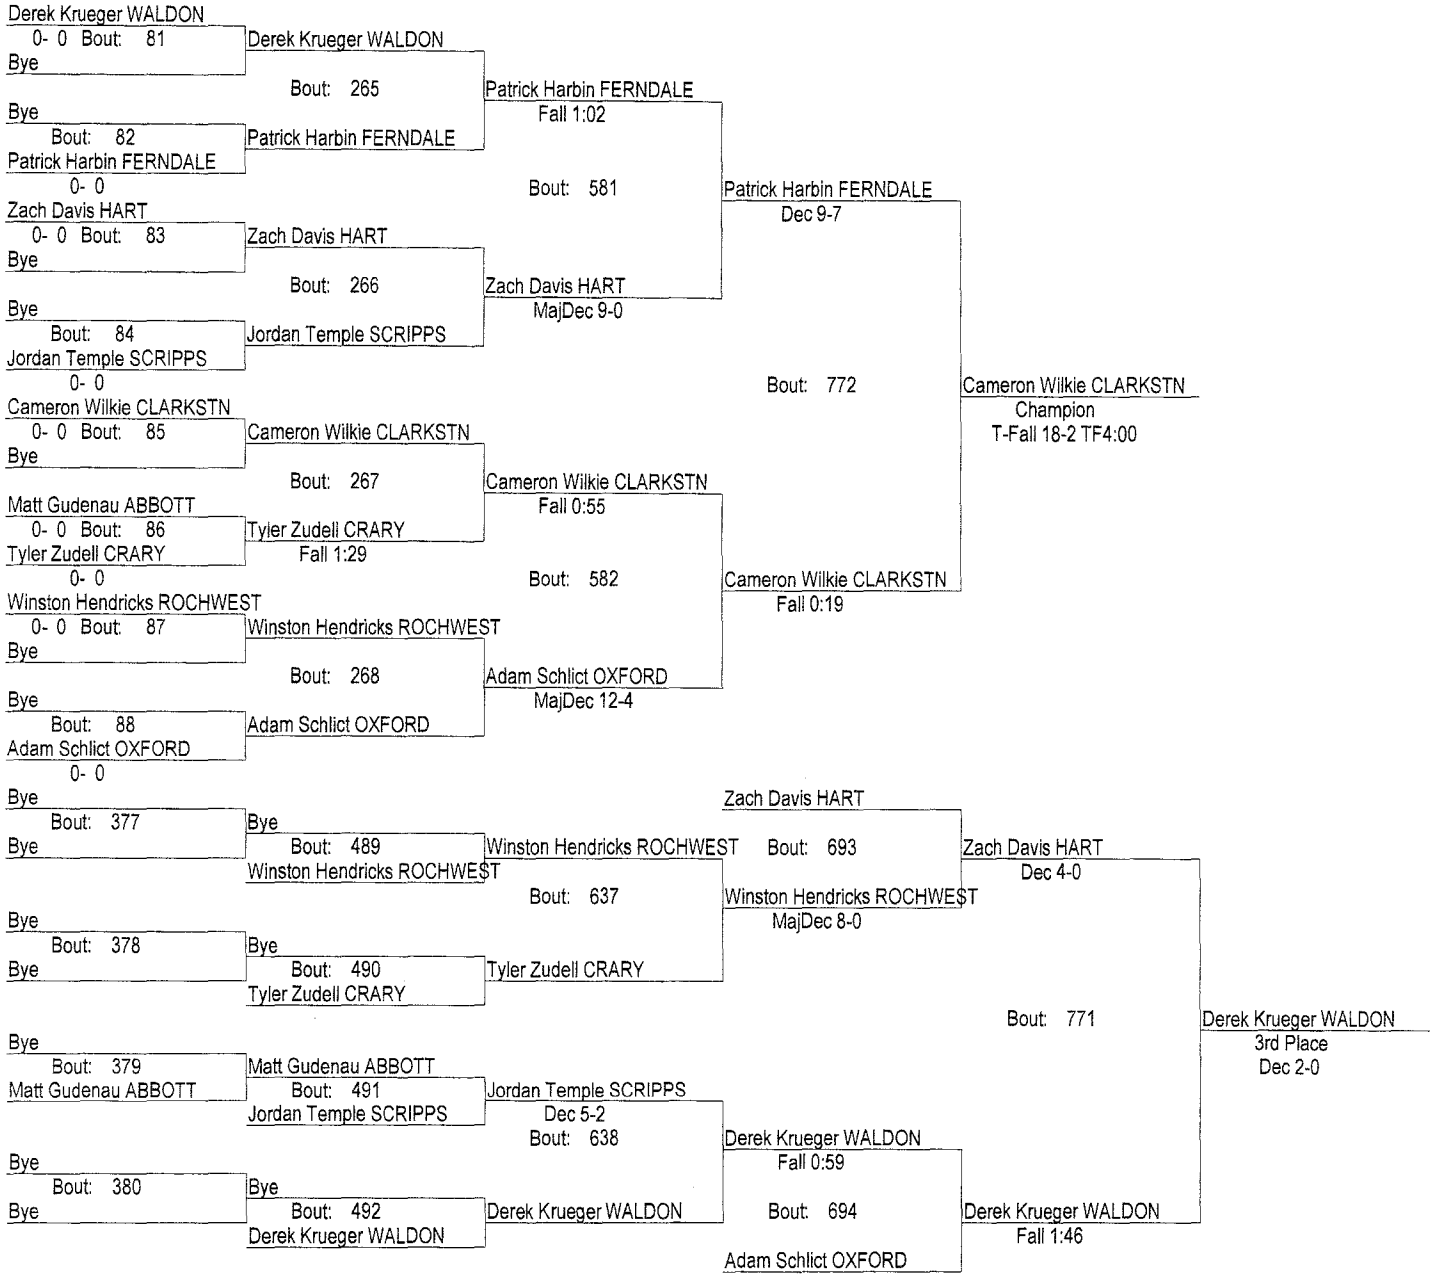 Derek Krueger WALDON
0- 0 Bout: 81
Derek Krueger WALDON
Bye
Bout: 265
Patrick Harbin FERNDALE
Fall 1:02
Bye
Bout: 82
Patrick Harbin FERNDALE
Patrick Harbin FERNDALE
0- 0
Bout: 581
Patrick Harbin FERNDALE
Dec 9-7
Zach Davis HART
0- 0 Bout: 83
Zach Davis HART
Bye
Bout: 266
Zach Davis HART
MajDec 9-0
Bye
Bout: 84
Jordan Temple SCRIPPS
Jordan Temple SCRIPPS
0- 0
Bout: 772
Cameron Wilkie CLARKSTN
Champion
T-Fall 18-2 TF4:00
Cameron Wilkie CLARKSTN
0- 0 Bout: 85
Cameron Wilkie CLARKSTN
Bye
Bout: 267
Cameron Wilkie CLARKSTN
Fall 0:55
Matt Gudenau ABBOTT
0- 0 Bout: 86
Tyler Zudell CRARY
Fall 1:29
Tyler Zudell CRARY
0- 0
Bout: 582
Cameron Wilkie CLARKSTN
Fall 0:19
Winston Hendricks ROCHWEST
0- 0 Bout: 87
Winston Hendricks ROCHWEST
Bye
Bout: 268
Adam Schlict OXFORD
MajDec 12-4
Bye
Bout: 88
Adam Schlict OXFORD
Adam Schlict OXFORD
0- 0
Bye
Bout: 377
Bye
Bye
Bout: 489
Winston Hendricks ROCHWEST
Winston Hendricks ROCHWEST
Zach Davis HART
Bout: 693
Zach Davis HART
Dec 4-0
Bout: 637
Winston Hendricks ROCHWEST
MajDec 8-0
Bye
Bout: 378
Bye
Bye
Bout: 490
Tyler Zudell CRARY
Tyler Zudell CRARY
Bout: 771
Derek Krueger WALDON
3rd Place
Dec 2-0
Bye
Bout: 379
Matt Gudenau ABBOTT
Matt Gudenau ABBOTT
Bout: 491
Jordan Temple SCRIPPS
Jordan Temple SCRIPPS
Dec 5-2
Bout: 638
Derek Krueger WALDON
Fall 0:59
Bye
Bout: 380
Bye
Bye
Bout: 492
Derek Krueger WALDON
Derek Krueger WALDON
Bout: 694
Derek Krueger WALDON
Fall 1:46
Adam Schlict OXFORD